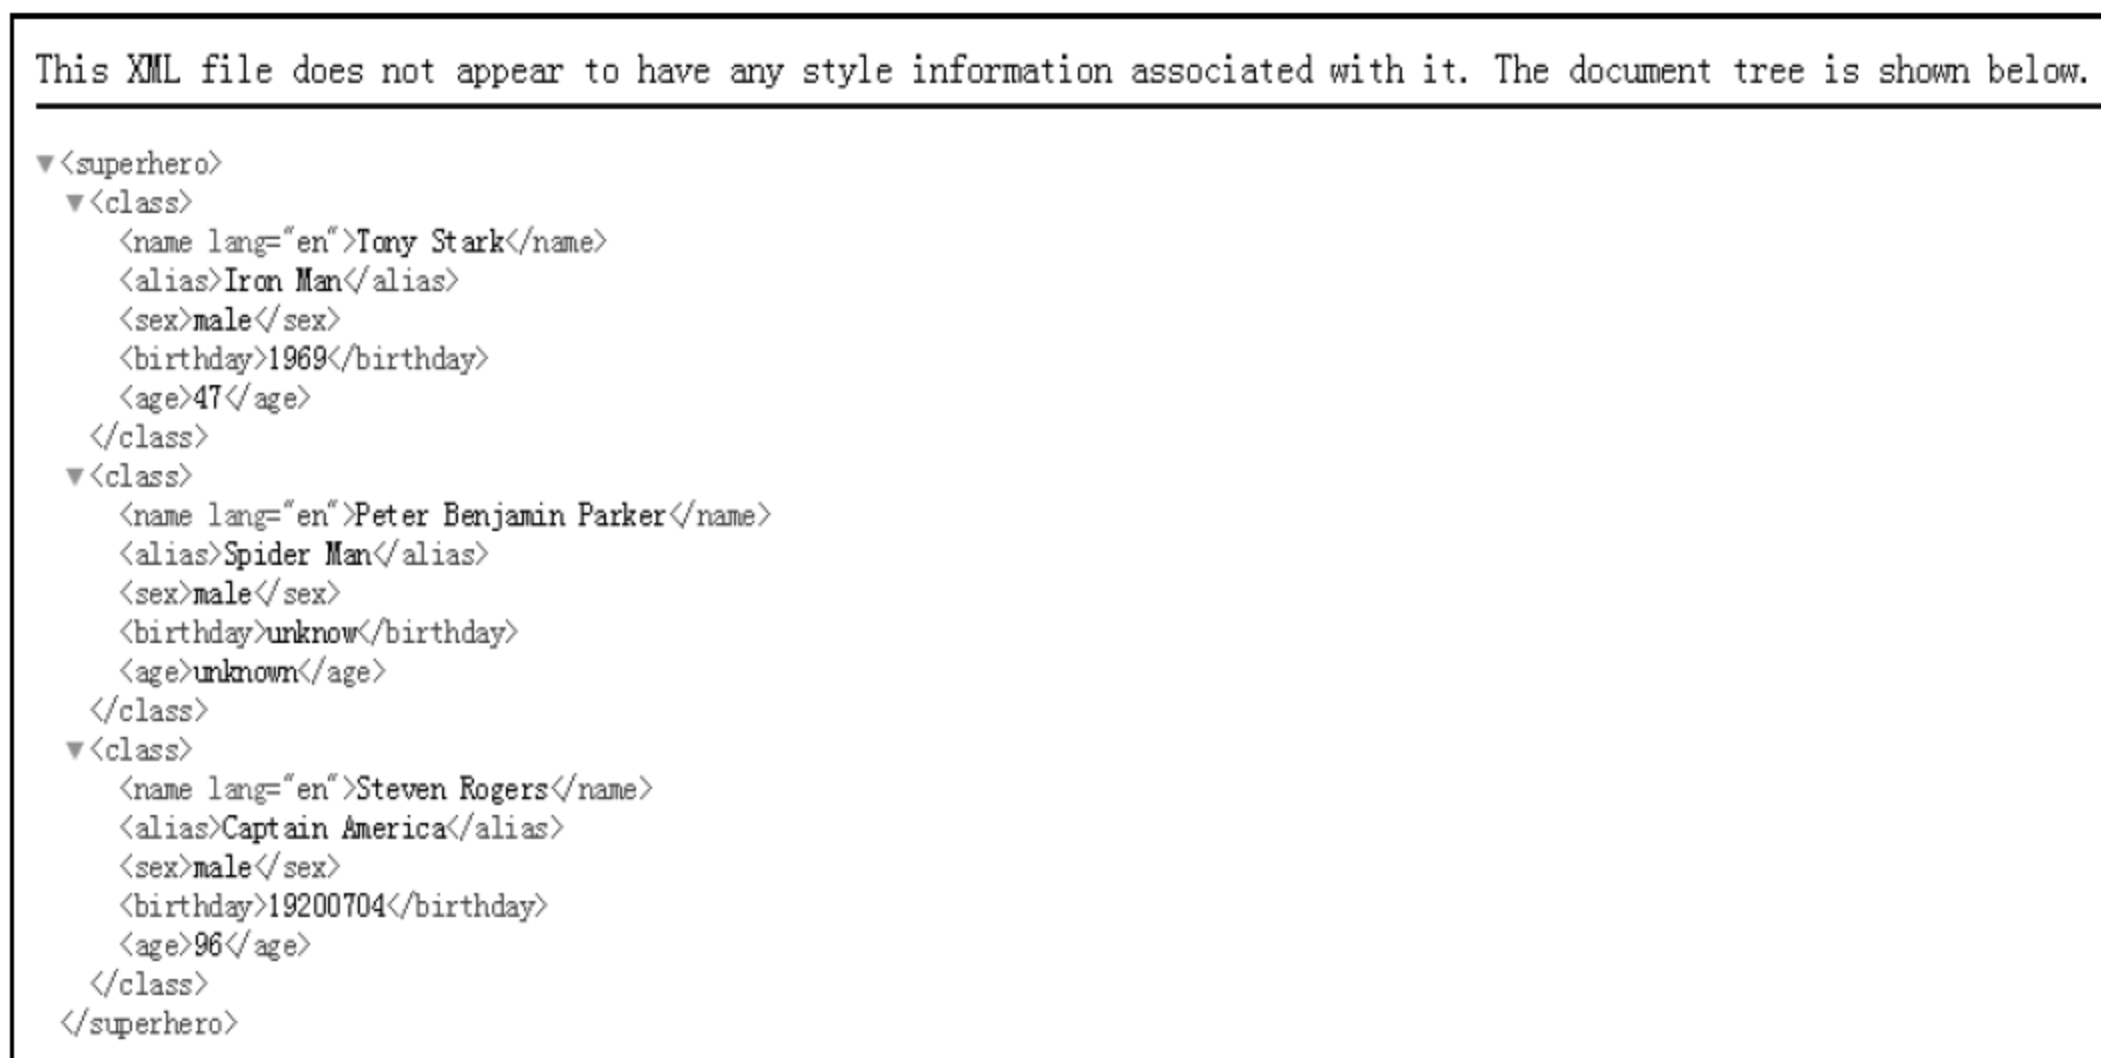 This XML file does not appear to have any style information associated with it. The document tree is shown below.
▼<superhero>
▼<class>
<name lang="en">Tony Stark</name>
<alias>Iron Man</alias>
<sex>male</sex>
<birthday>1969</birthday>
<age>47</age>
</class>
▼<class>
<name lang="en">Peter Benjamin Parker</name>
<alias>Spider Man</alias>
<sex>male</sex>
<birthday>unknow</birthday>
<age>unknown</age>
</class>
▼<class>
<name lang="en">Steven Rogers</name>
<alias>Captain America</alias>
<sex>male</sex>
<birthday>19200704</birthday>
<age>96</age>
</class>
</superhero>